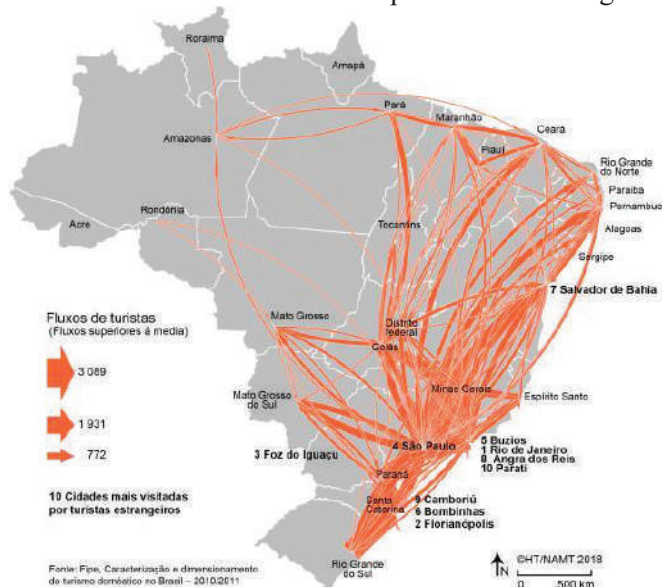 Roraima
Amapá
Pará
Maranhão
Ceará
Amazonas
Piauí
Rio Grande
do Norte
Paraíba
Pernambuco
Rondônia
Acre
Tocantins
Alagoas
Sergipe
7 Salvador de Bahia
Fluxos de turistas
(Fluxos superiores à media)
Mato Grosso
Distrito
federal
Goiás
3 089
Minas Gerais
Mato Grosso
do Sul
Espírito Santo
1 931
3 Foz do Iguaçu
4 São Paulo
5 Buzios
1 Rio de Janeiro
8 Angra dos Reis
10 Parati
772
Paraná
10 Cidades mais visitadas
por turistas estrangeiros
Santa
Catarina
9 Camboriú
6 Bombinhas
2 Florianópolis
Rio Grande
do Sul
Fonte: Fipe, Caracterização e dimensionamento
do turismo doméstico no Brasil – 2010/2011
N
©HT/NAMT 2018
0 500 km